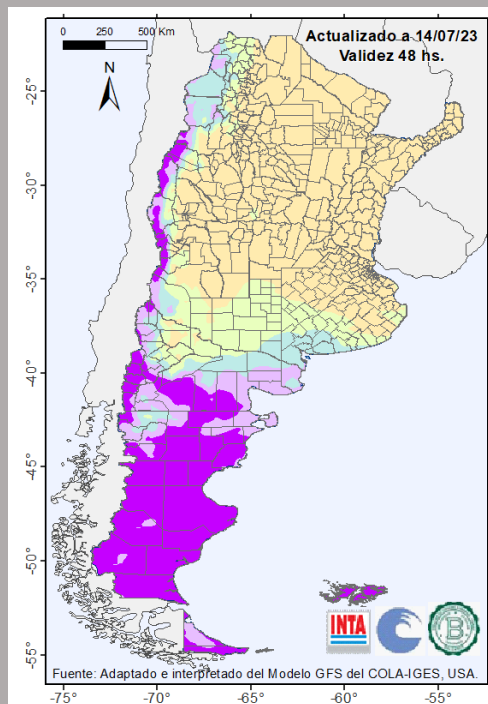 0 250 500 Km
Actualizado a 14/07/23
Validez 48 hs.
N
-25°
-30°
-35°
-40°
-45°
-50°
-55°
INTA
B
Fuente: Adaptado e interpretado del Modelo GFS del COLA-IGES, USA.
-75° -70° -65° -60° -55°